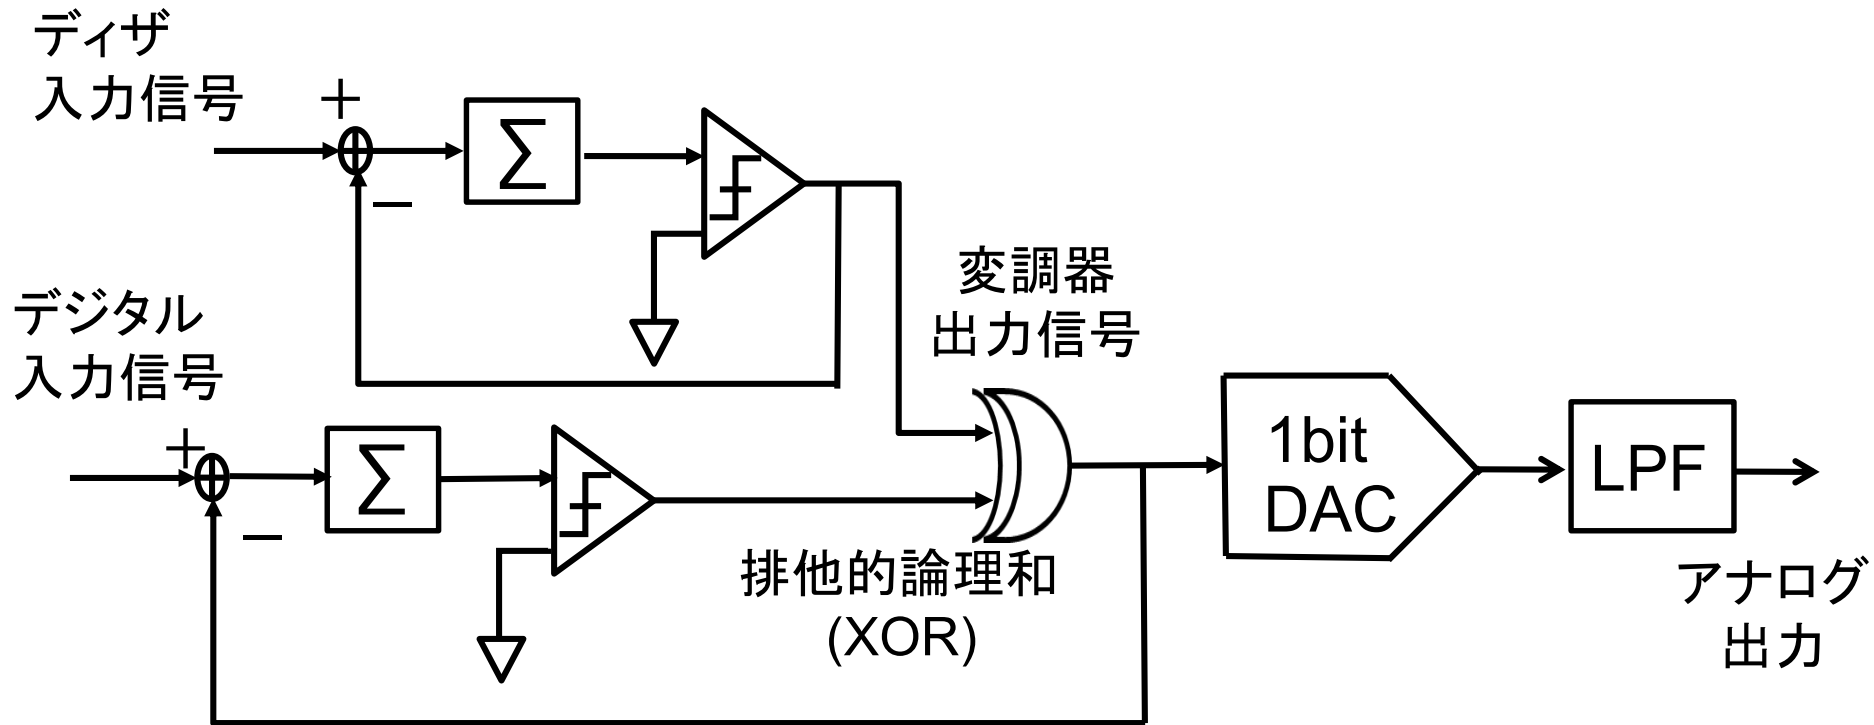 ディザ
入力信号
+
Σ
−
デジタル
入力信号
+
Σ
−
変調器
出力信号
排他的論理和
(XOR)
1bit
DAC
LPF
アナログ
出力